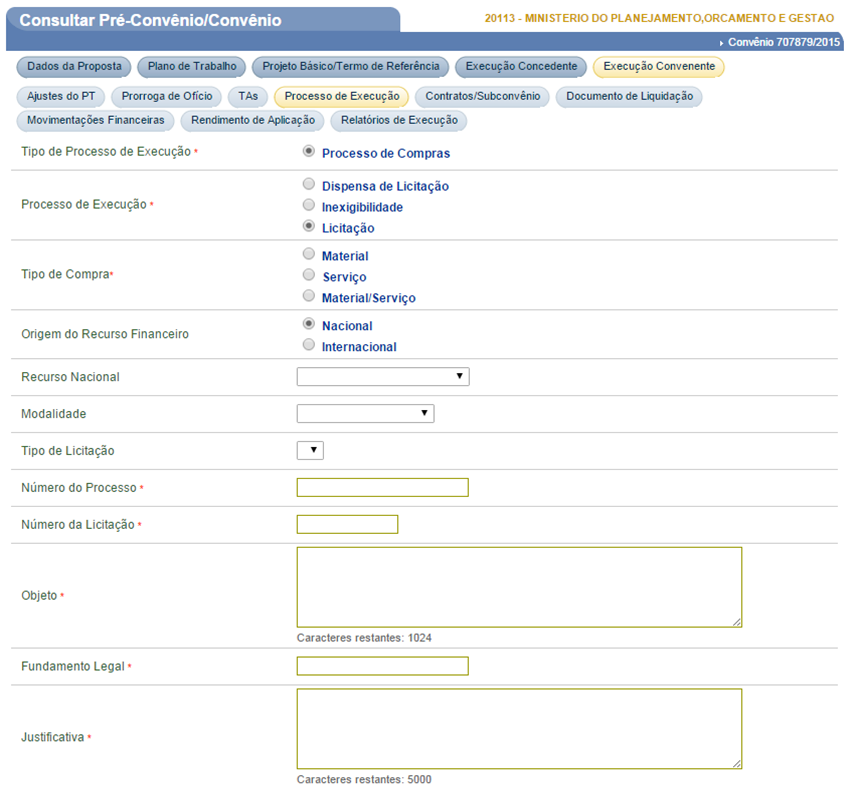 Consultar Pré-Convênio/Convênio
20113 - MINISTERIO DO PLANEJAMENTO,ORCAMENTO E GESTAO
Convênio 707879/2015
Dados da Proposta Plano de Trabalho Projeto Básico/Termo de Referência Execução Concedente Execução Convenente
Ajustes do PT Prorroga de Ofício TAs Processo de Execução Contratos/Subconvênio Documento de Liquidação
Movimentações Financeiras Rendimento de Aplicação Relatórios de Execução
Tipo de Processo de Execução * Processo de Compras
Processo de Execução *
Dispensa de Licitação
Inexigibilidade
Licitação
Tipo de Compra*
Material
Serviço
Material/Serviço
Origem do Recurso Financeiro
Nacional
Internacional
Recurso Nacional
Modalidade
Tipo de Licitação
Número do Processo *
Número da Licitação *
Objeto *
Caracteres restantes: 1024
Fundamento Legal *
Justificativa *
Caracteres restantes: 5000